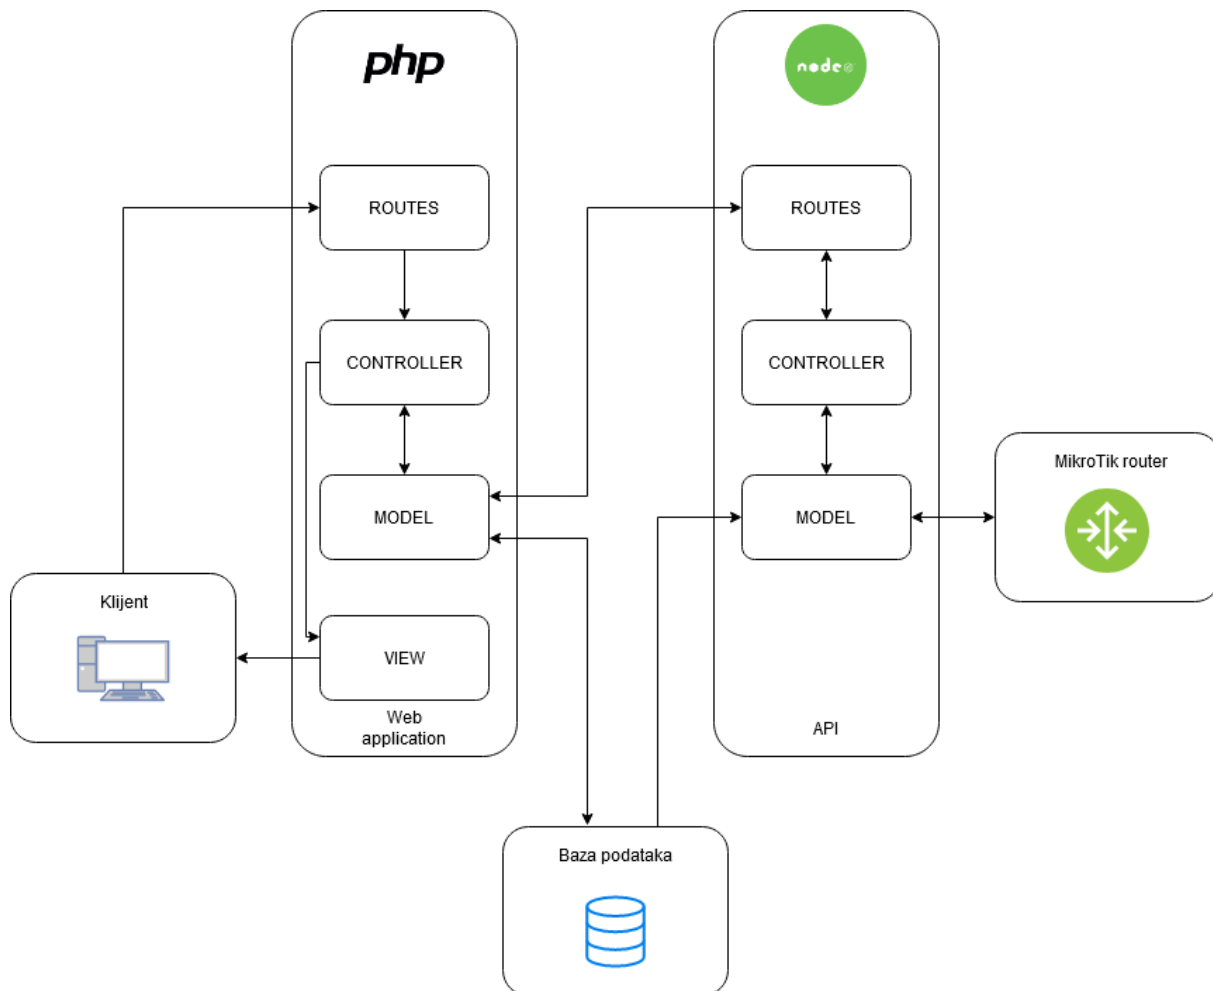 php
ROUTES
CONTROLLER
MODEL
VIEW
Web
application
node
ROUTES
CONTROLLER
MODEL
API
MikroTik router
Klijent
Baza podataka